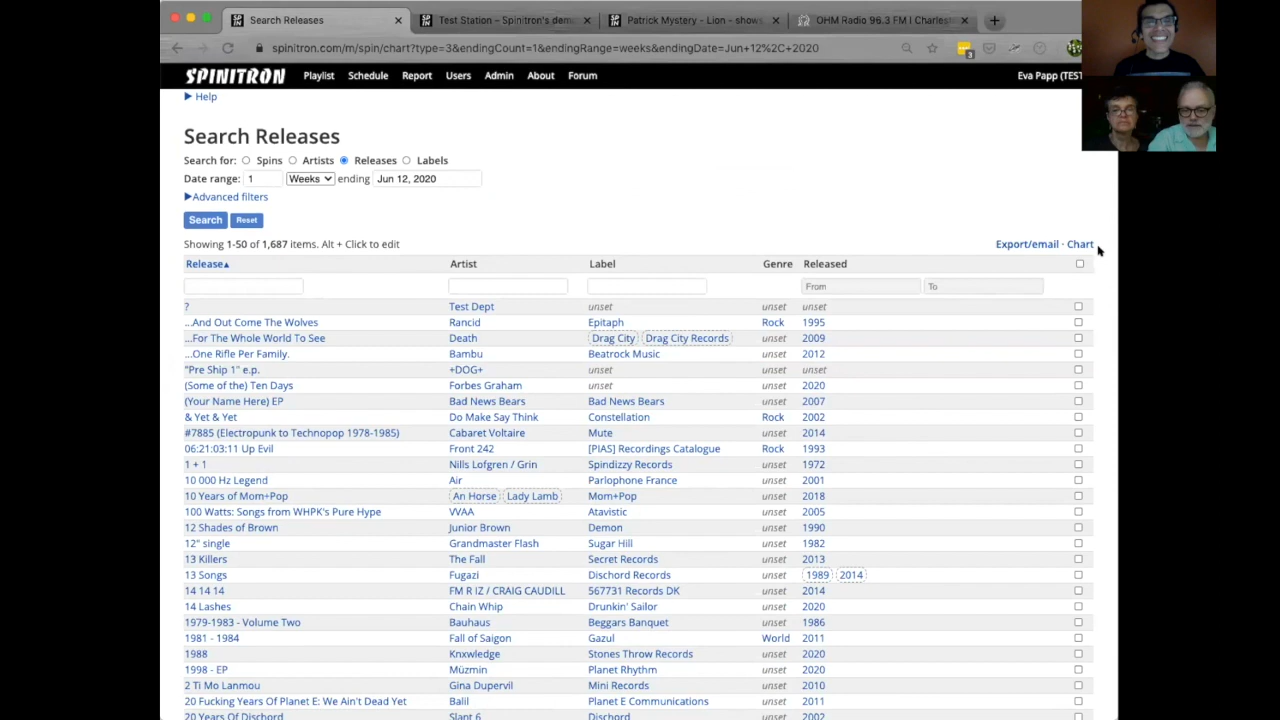 Search Releases
Test Station – Spinitron's dem
Patrick Mystery - Lion - shows
OHM Radio 96.3 FM | Charles
spinitron.com/m/spin/chart?type=3&endingCount=1&endingRange=weeks&endingDate=Jun+12%2C+2020
3
SPINITRON Playlist Schedule Report Users Admin About Forum Eva Papp (TEST
Help
Search Releases
Search for: Spins Artists Releases Labels
Date range: 1 Weeks ending Jun 12, 2020
Advanced filters
Search Reset
Showing 1-50 of 1,687 items. Alt + Click to edit Export/email · Chart
Release Artist Label Genre Released
From To
? Test Dept unset unset unset
...And Out Come The Wolves Rancid Epitaph Rock 1995
...For The Whole World To See Death Drag City Drag City Records unset 2009
...One Rifle Per Family. Bambu Beatrock Music unset 2012
"Pre Ship 1" e.p. +DOG+ unset unset unset
(Some of the) Ten Days Forbes Graham unset unset 2020
(Your Name Here) EP Bad News Bears Bad News Bears unset 2007
& Yet & Yet Do Make Say Think Constellation Rock 2002
#7885 (Electropunk to Technopop 1978-1985) Cabaret Voltaire Mute unset 2014
06:21:03:11 Up Evil Front 242 [PIAS] Recordings Catalogue Rock 1993
1 + 1 Nills Lofgren / Grin Spindizzy Records unset 1972
10 000 Hz Legend Air Parlophone France unset 2001
10 Years of Mom+Pop An Horse Lady Lamb Mom+Pop unset 2018
100 Watts: Songs from WHPK's Pure Hype VVAA Atavistic unset 2005
12 Shades of Brown Junior Brown Demon unset 1990
12" single Grandmaster Flash Sugar Hill unset 1982
13 Killers The Fall Secret Records unset 2013
13 Songs Fugazi Dischord Records unset 1989 2014
14 14 14 FM R IZ / CRAIG CAUDILL 567731 Records DK unset 2014
14 Lashes Chain Whip Drunkin' Sailor unset 2020
1979-1983 - Volume Two Bauhaus Beggars Banquet unset 1986
1981 - 1984 Fall of Saigon Gazul World 2011
1988 Knxwledge Stones Throw Records unset 2020
1998 - EP Müzmin Planet Rhythm unset 2020
2 Ti Mo Lanmou Gina Dupervil Mini Records unset 2010
20 Fucking Years Of Planet E: We Ain't Dead Yet Balil Planet E Communications unset 2011
20 Years Of Dischord Slant 6 Dischord unset 2002